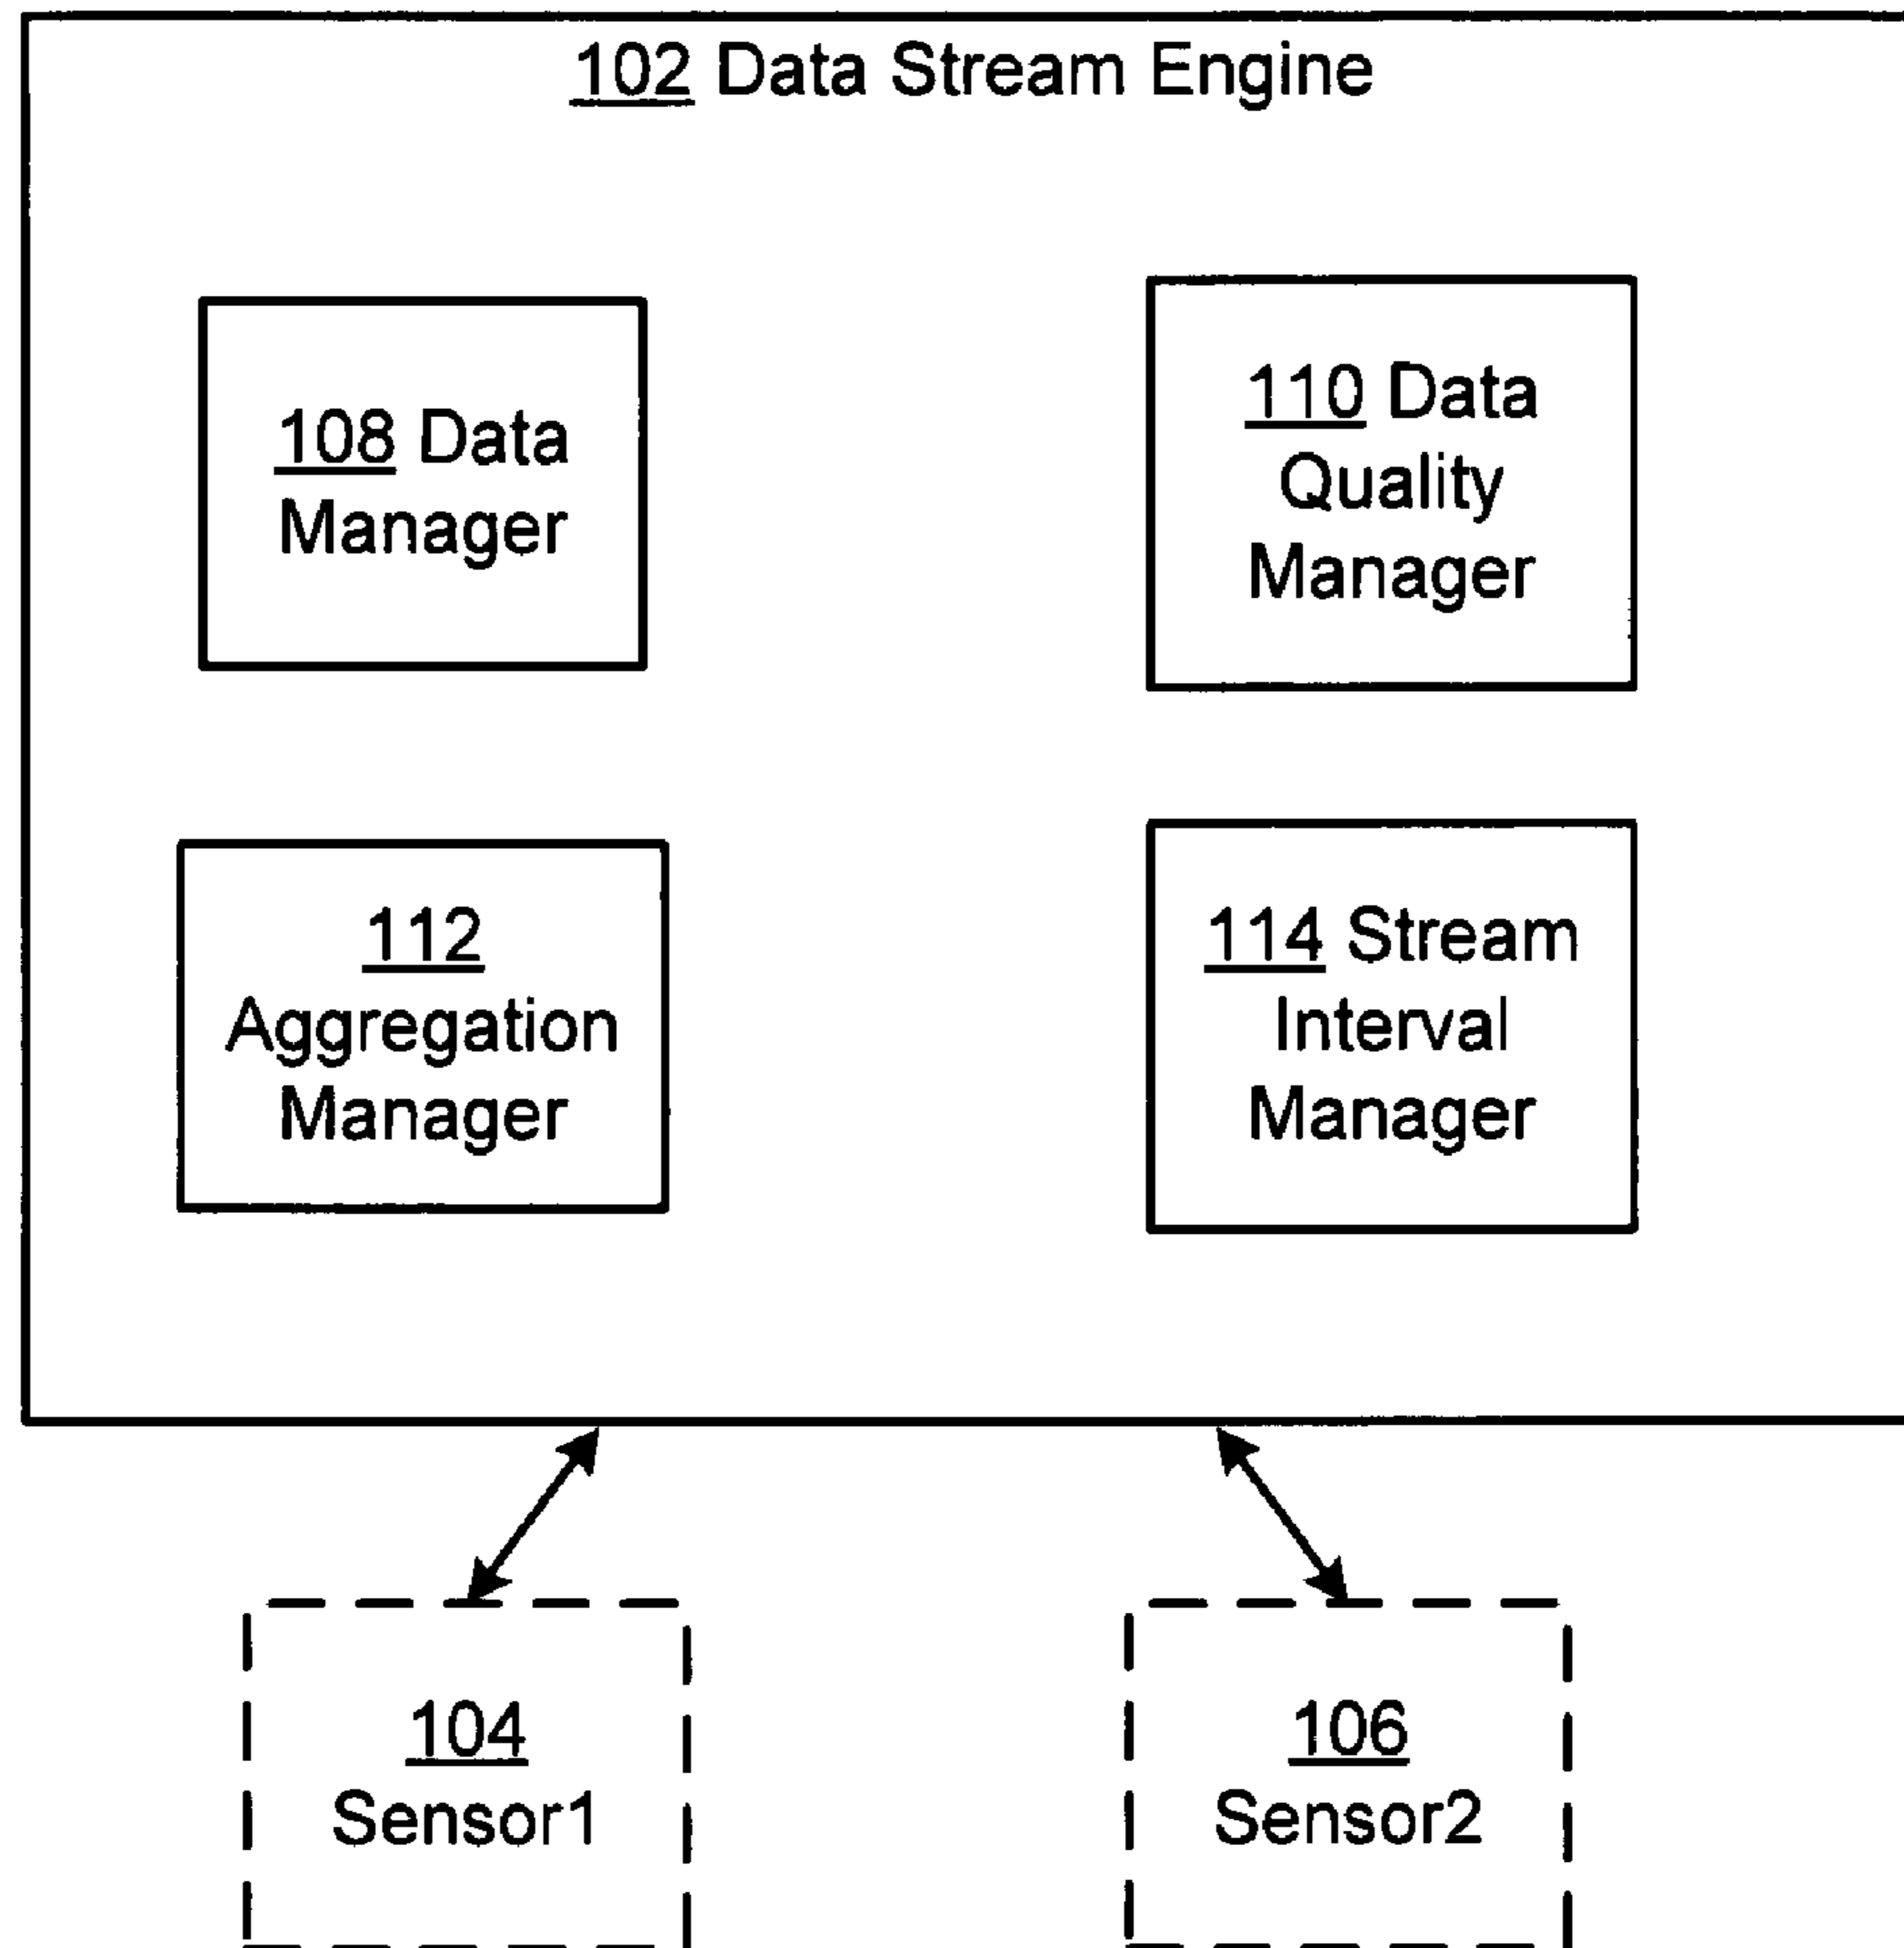 102 Data Stream Engine
108 Data
Manager
110 Data
Quality
Manager
112
Aggregation
Manager
114 Stream
Interval
Manager
104
Sensor1
106
Sensor2